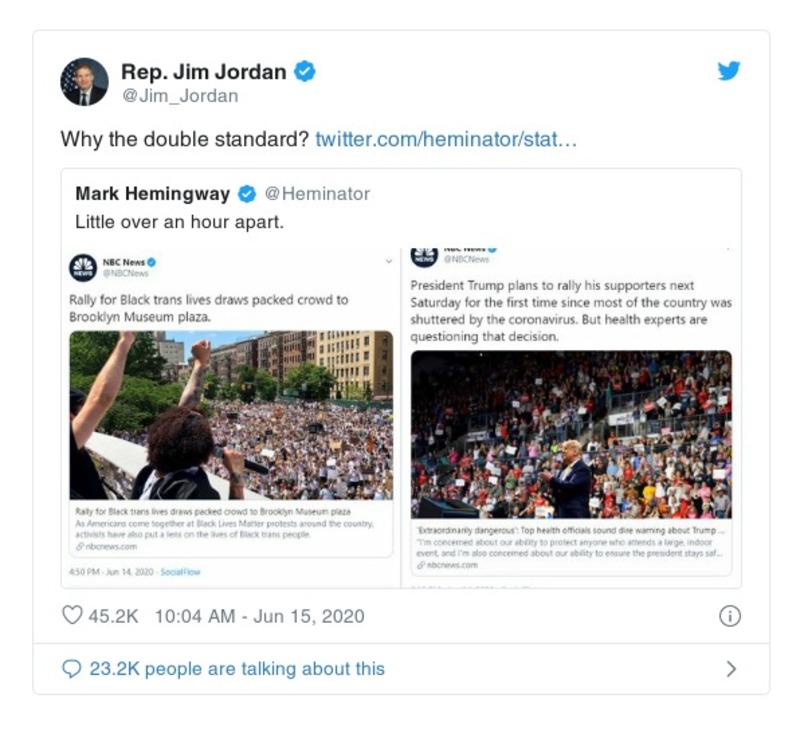 Rep. Jim Jordan
@Jim_Jordan
Why the double standard? twitter.com/heminator/stat…
Mark Hemingway @Heminator
Little over an hour apart.
NBC News
@NBCNews
Rally for Black trans lives draws packed crowd to
Brooklyn Museum plaza.
Rally for Black trans lives draws packed crowd to Brooklyn Museum plaza
As Americans come together at Black Lives Matter protests around the country,
activists have also put a lens on the lives of Black trans people.
nbcnews.com
4:50 PM · Jun 14, 2020 · SocialFlow
NBC News
@NBCNews
President Trump plans to rally his supporters next
Saturday for the first time since most of the country was
shuttered by the coronavirus. But health experts are
questioning that decision.
'Extraordinarily dangerous': Top health officials sound dire warning about Trump ...
"I'm concerned about our ability to protect anyone who attends a large, indoor
event, and I'm also concerned about our ability to ensure the president stays saf...
nbcnews.com
45.2K 10:04 AM - Jun 15, 2020
23.2K people are talking about this